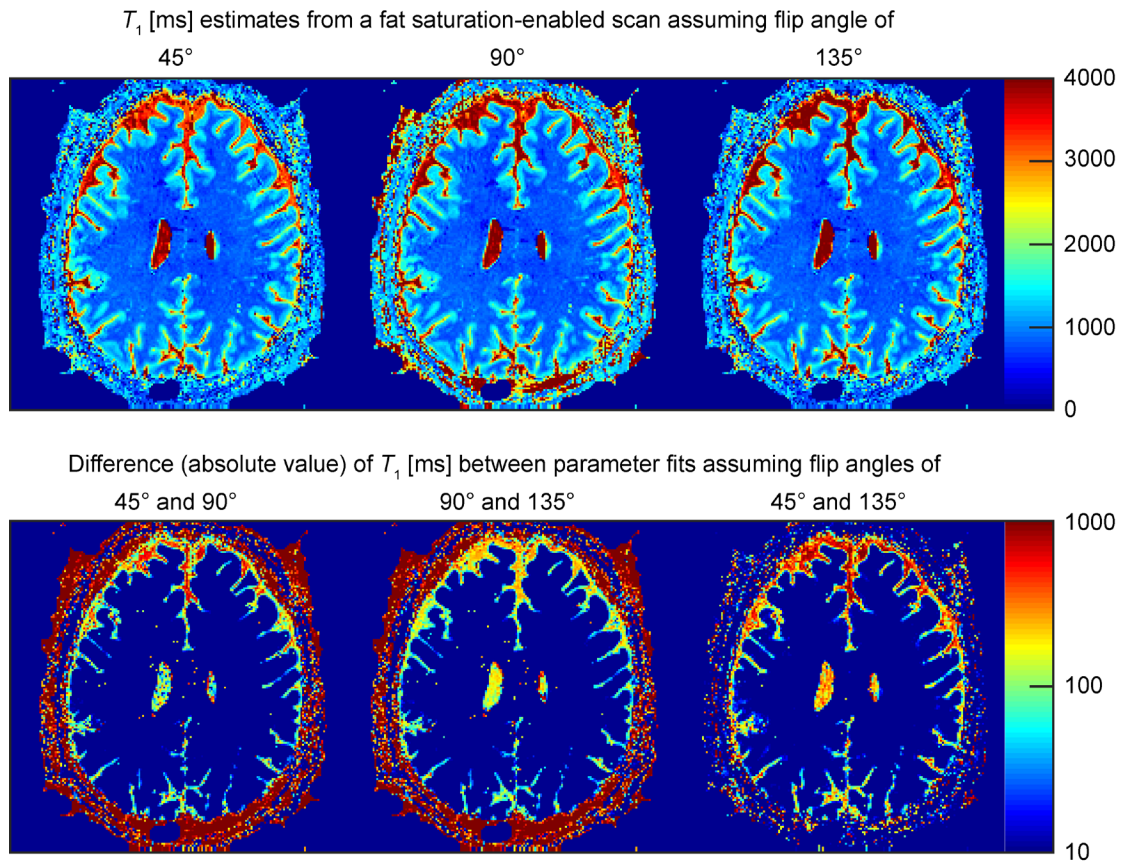 T1 [ms] estimates from a fat saturation-enabled scan assuming flip angle of
45° 90° 135°
4000
3000
2000
1000
0
Difference (absolute value) of T1 [ms] between parameter fits assuming flip angles of
45° and 90° 90° and 135° 45° and 135°
1000
100
10